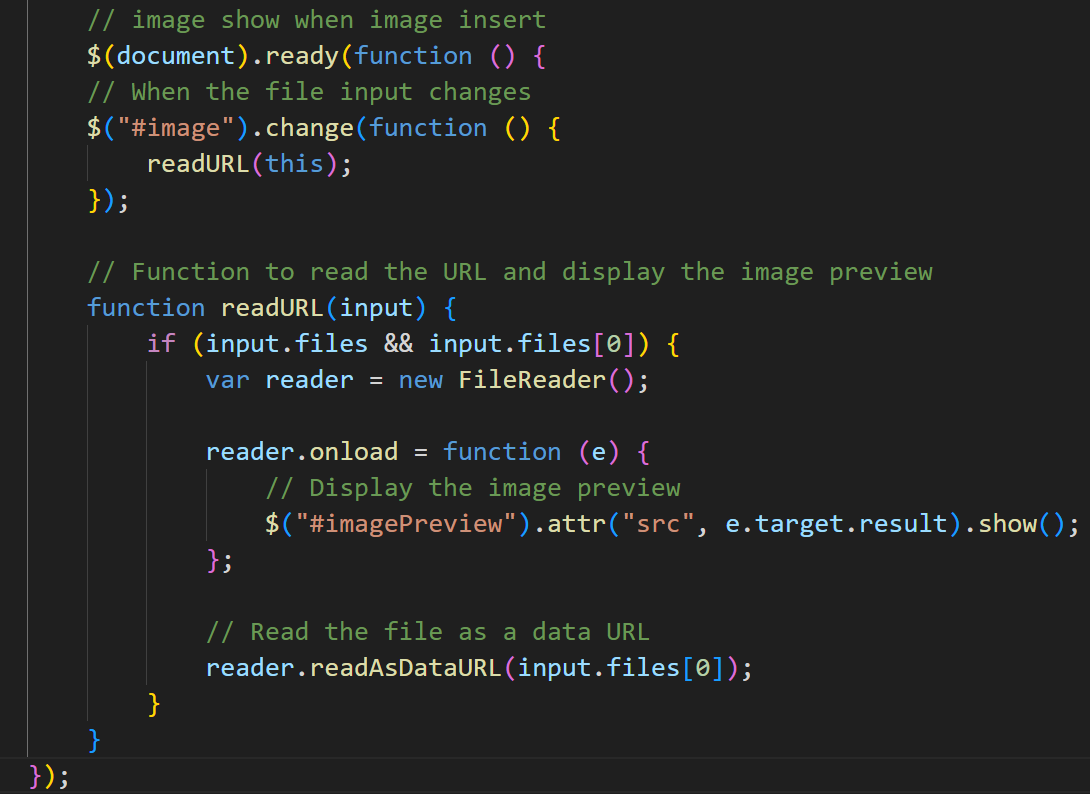 // image show when image insert
$(document).ready(function () {
// When the file input changes
$("#image").change(function () {
readURL(this);
});
// Function to read the URL and display the image preview
function readURL(input) {
if (input.files && input.files[0]) {
var reader = new FileReader();
reader.onload = function (e) {
// Display the image preview
$("#imagePreview").attr("src", e.target.result).show();
};
// Read the file as a data URL
reader.readAsDataURL(input.files[0]);
}
}
});